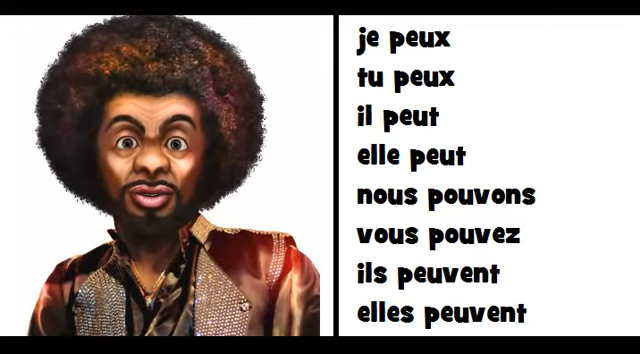 je peux
tu peux
il peut
elle peut
nous pouvons
vous pouvez
ils peuvent
elles peuvent